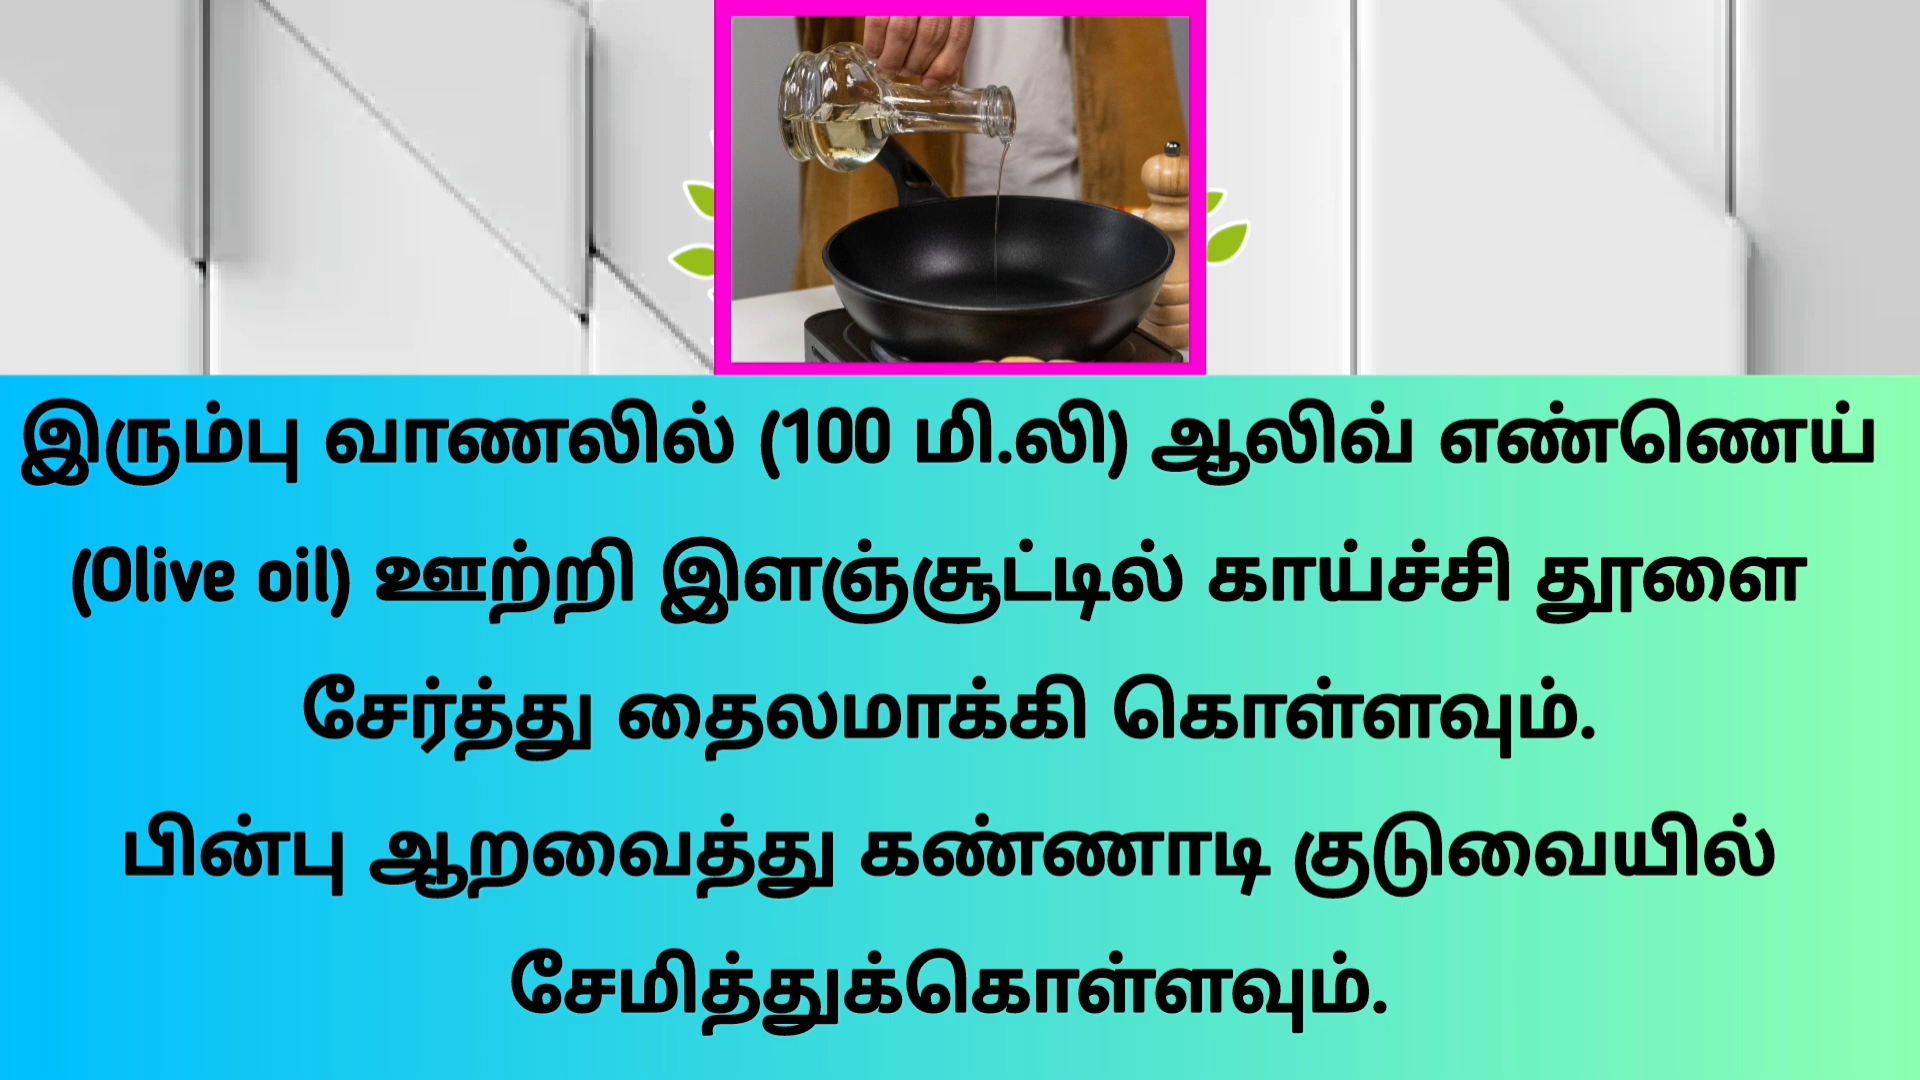 இரும்பு வாணலில் (100 மி.லி) ஆலிவ் எண்ணெய்
(Olive oil) ஊற்றி இளஞ்சூட்டில் காய்ச்சி தூளை
சேர்த்து தைலமாக்கி கொள்ளவும்.
பின்பு ஆறவைத்து கண்ணாடி குடுவையில்
சேமித்துக்கொள்ளவும்.